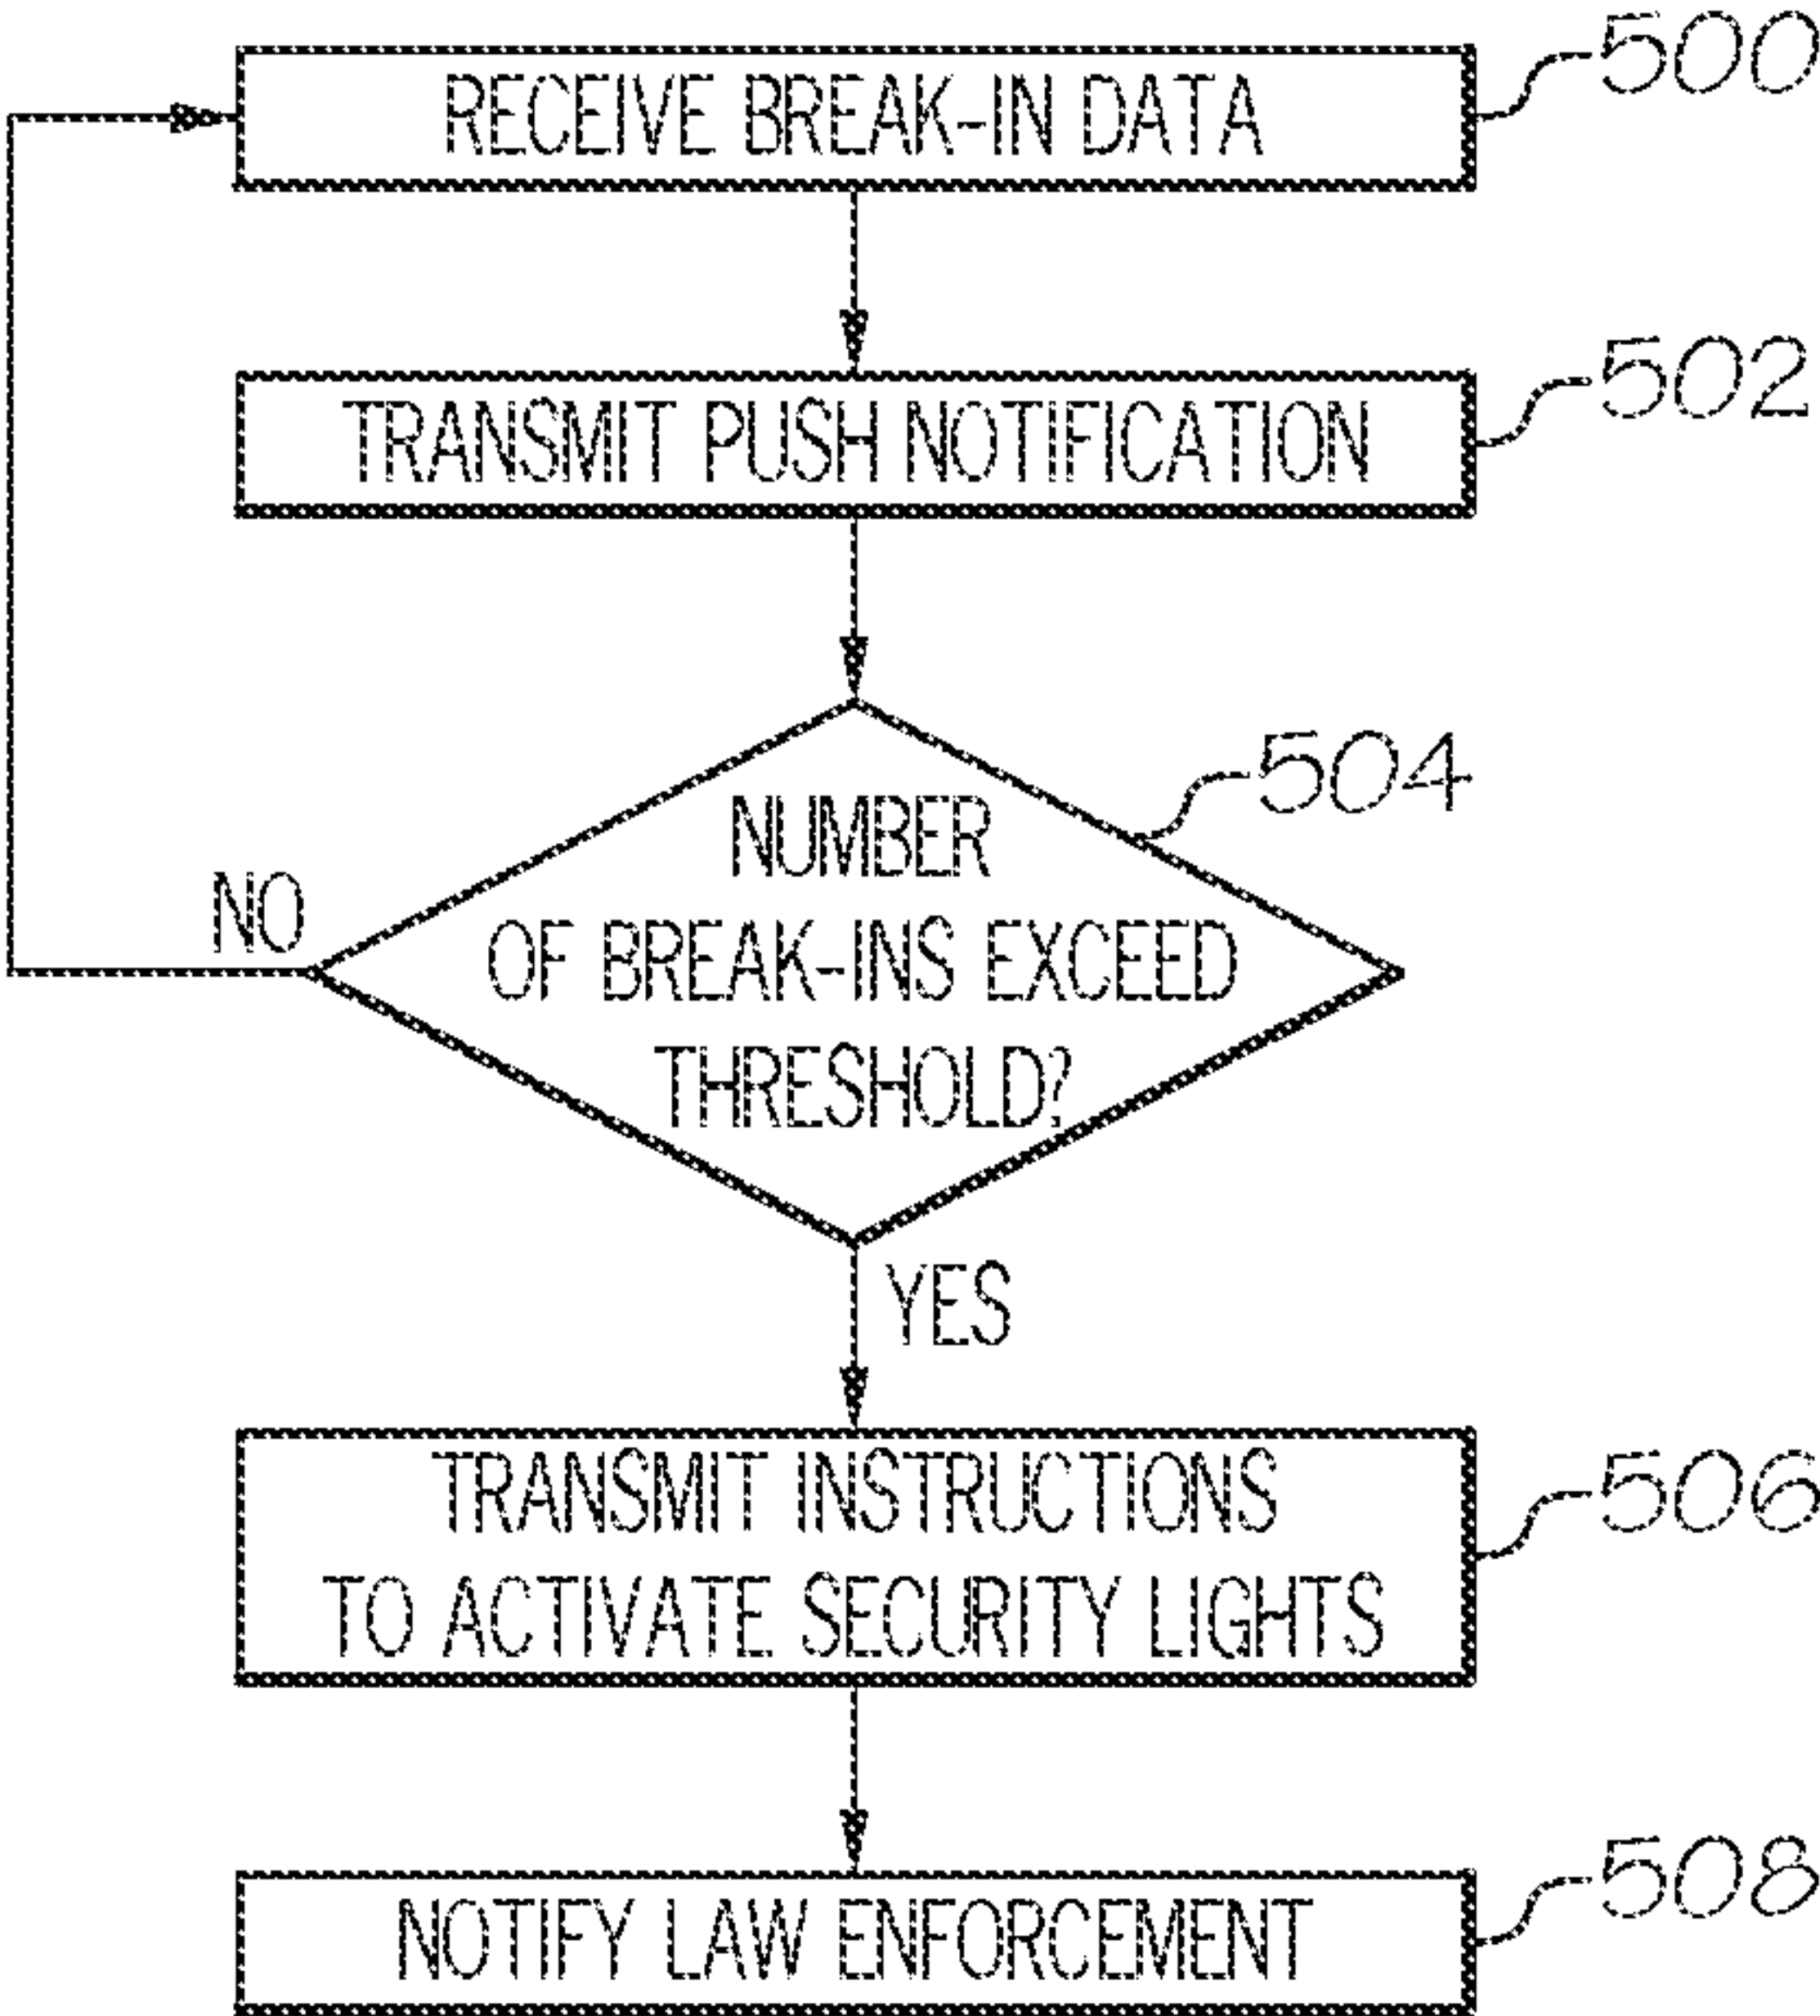 RECEIVE BREAK-IN DATA
500
TRANSMIT PUSH NOTIFICATION
502
504
NUMBER
OF BREAK-INS EXCEED
THRESHOLD?
NO
YES
TRANSMIT INSTRUCTIONS
TO ACTIVATE SECURITY LIGHTS
506
NOTIFY LAW ENFORCEMENT
508